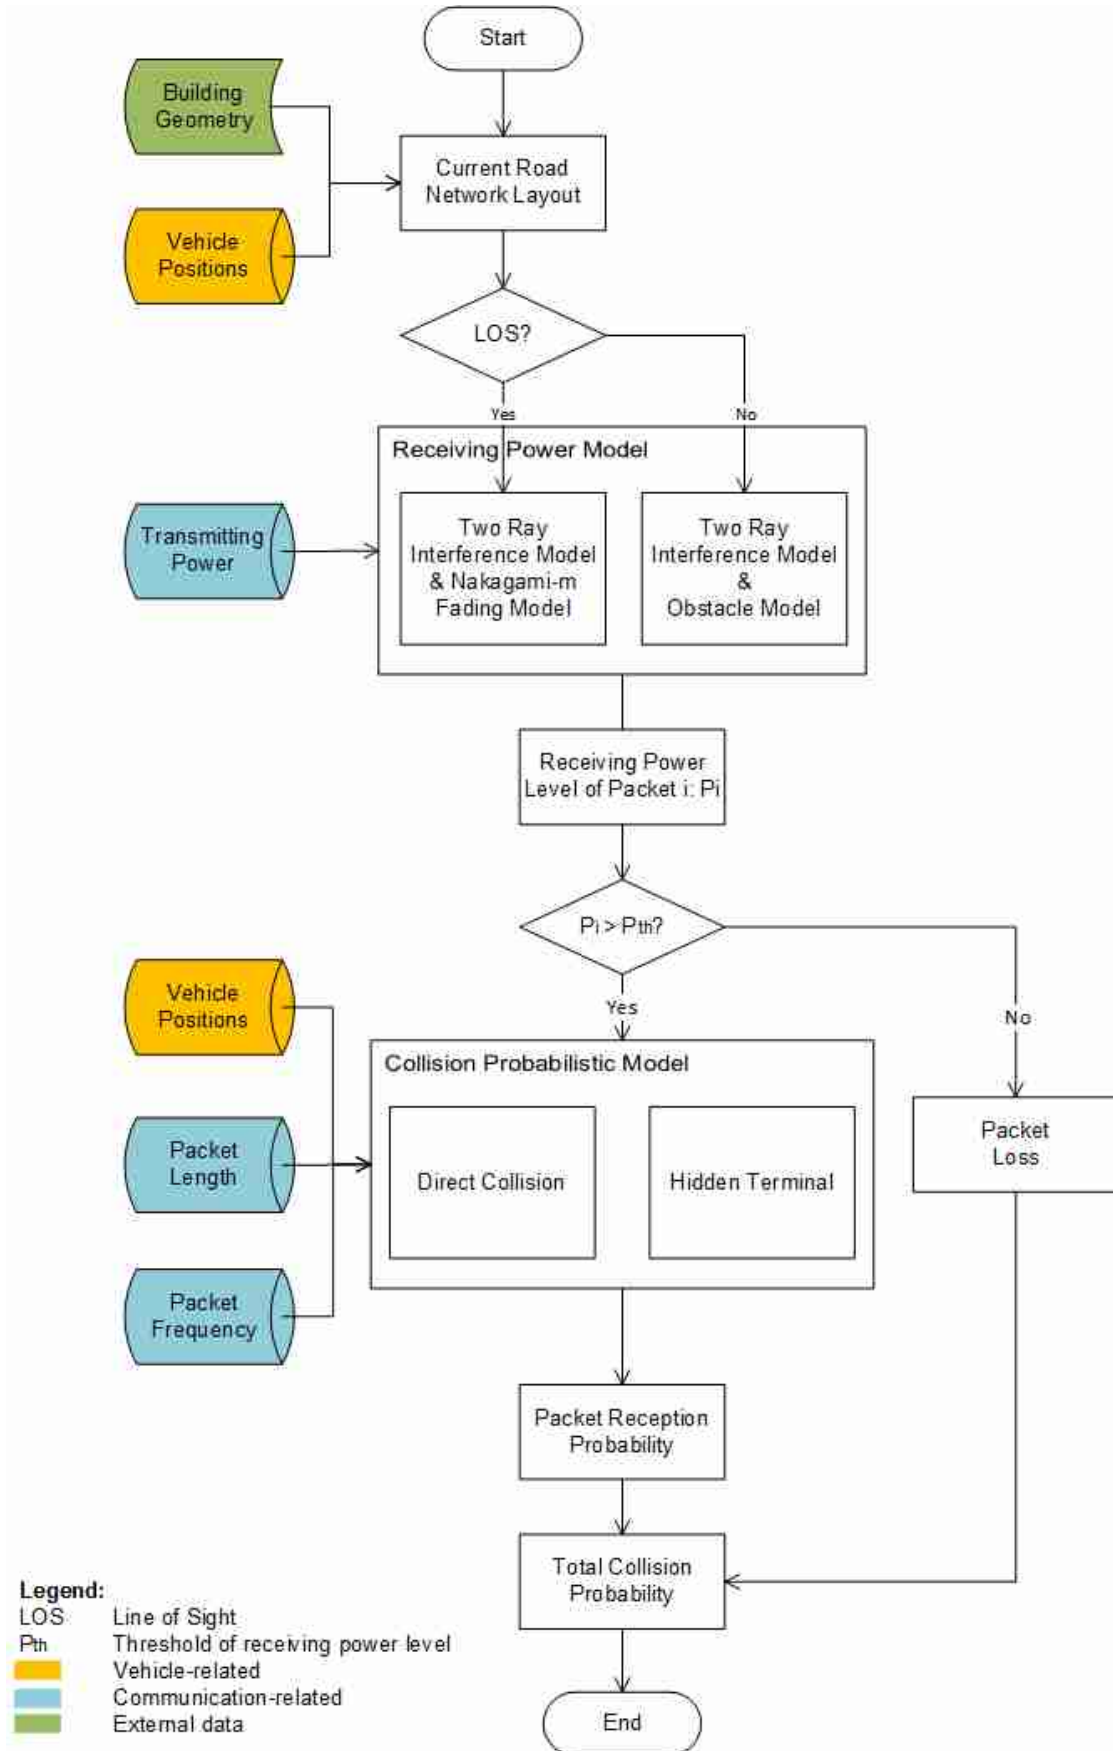 Start
Building
Geometry
Current Road
Network Layout
Vehicle
Positions
LOS?
Yes
No
Receiving Power Model
Transmitting
Power
Two Ray
Interference Model
& Nakagami-m
Fading Model
Two Ray
Interference Model
&
Obstacle Model
Receiving Power
Level of Packet i: Pi
Pi > Pth?
Yes
No
Vehicle
Positions
Collision Probabilistic Model
Packet
Length
Direct Collision
Hidden Terminal
Packet
Loss
Packet
Frequency
Packet Reception
Probability
Total Collision
Probability
Legend:
LOS Line of Sight
Pth Threshold of receiving power level
Vehicle-related
Communication-related
External data
End